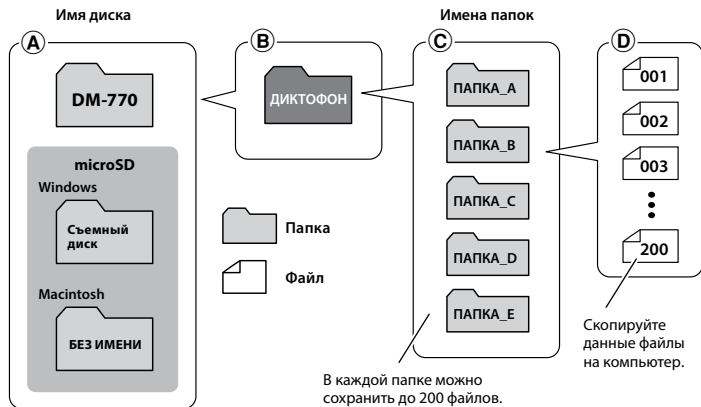 Имя диска
Имена папок
A
DM-770
microSD
Windows
Съемный
диск
Macintosh
БЕЗ ИМЕНИ
B
ДИКТОФОН
Папка
Файл
C
ПАПКА_A
ПАПКА_B
ПАПКА_C
ПАПКА_D
ПАПКА_E
В каждой папке можно
сохранить до 200 файлов.
D
001
002
003
200
Скопируйте
данные файлы
на компьютер.